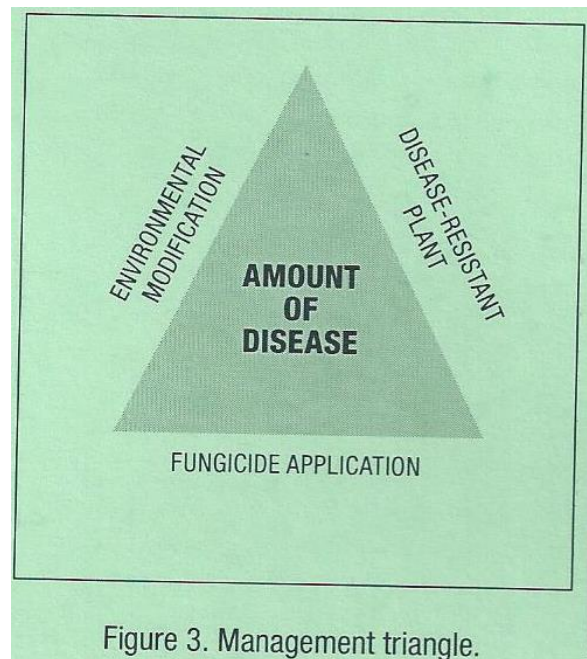 ENVIRONMENTAL
MODIFICATION
DISEASE-RESISTANT
PLANT
AMOUNT
OF
DISEASE
FUNGICIDE APPLICATION
Figure 3. Management triangle.